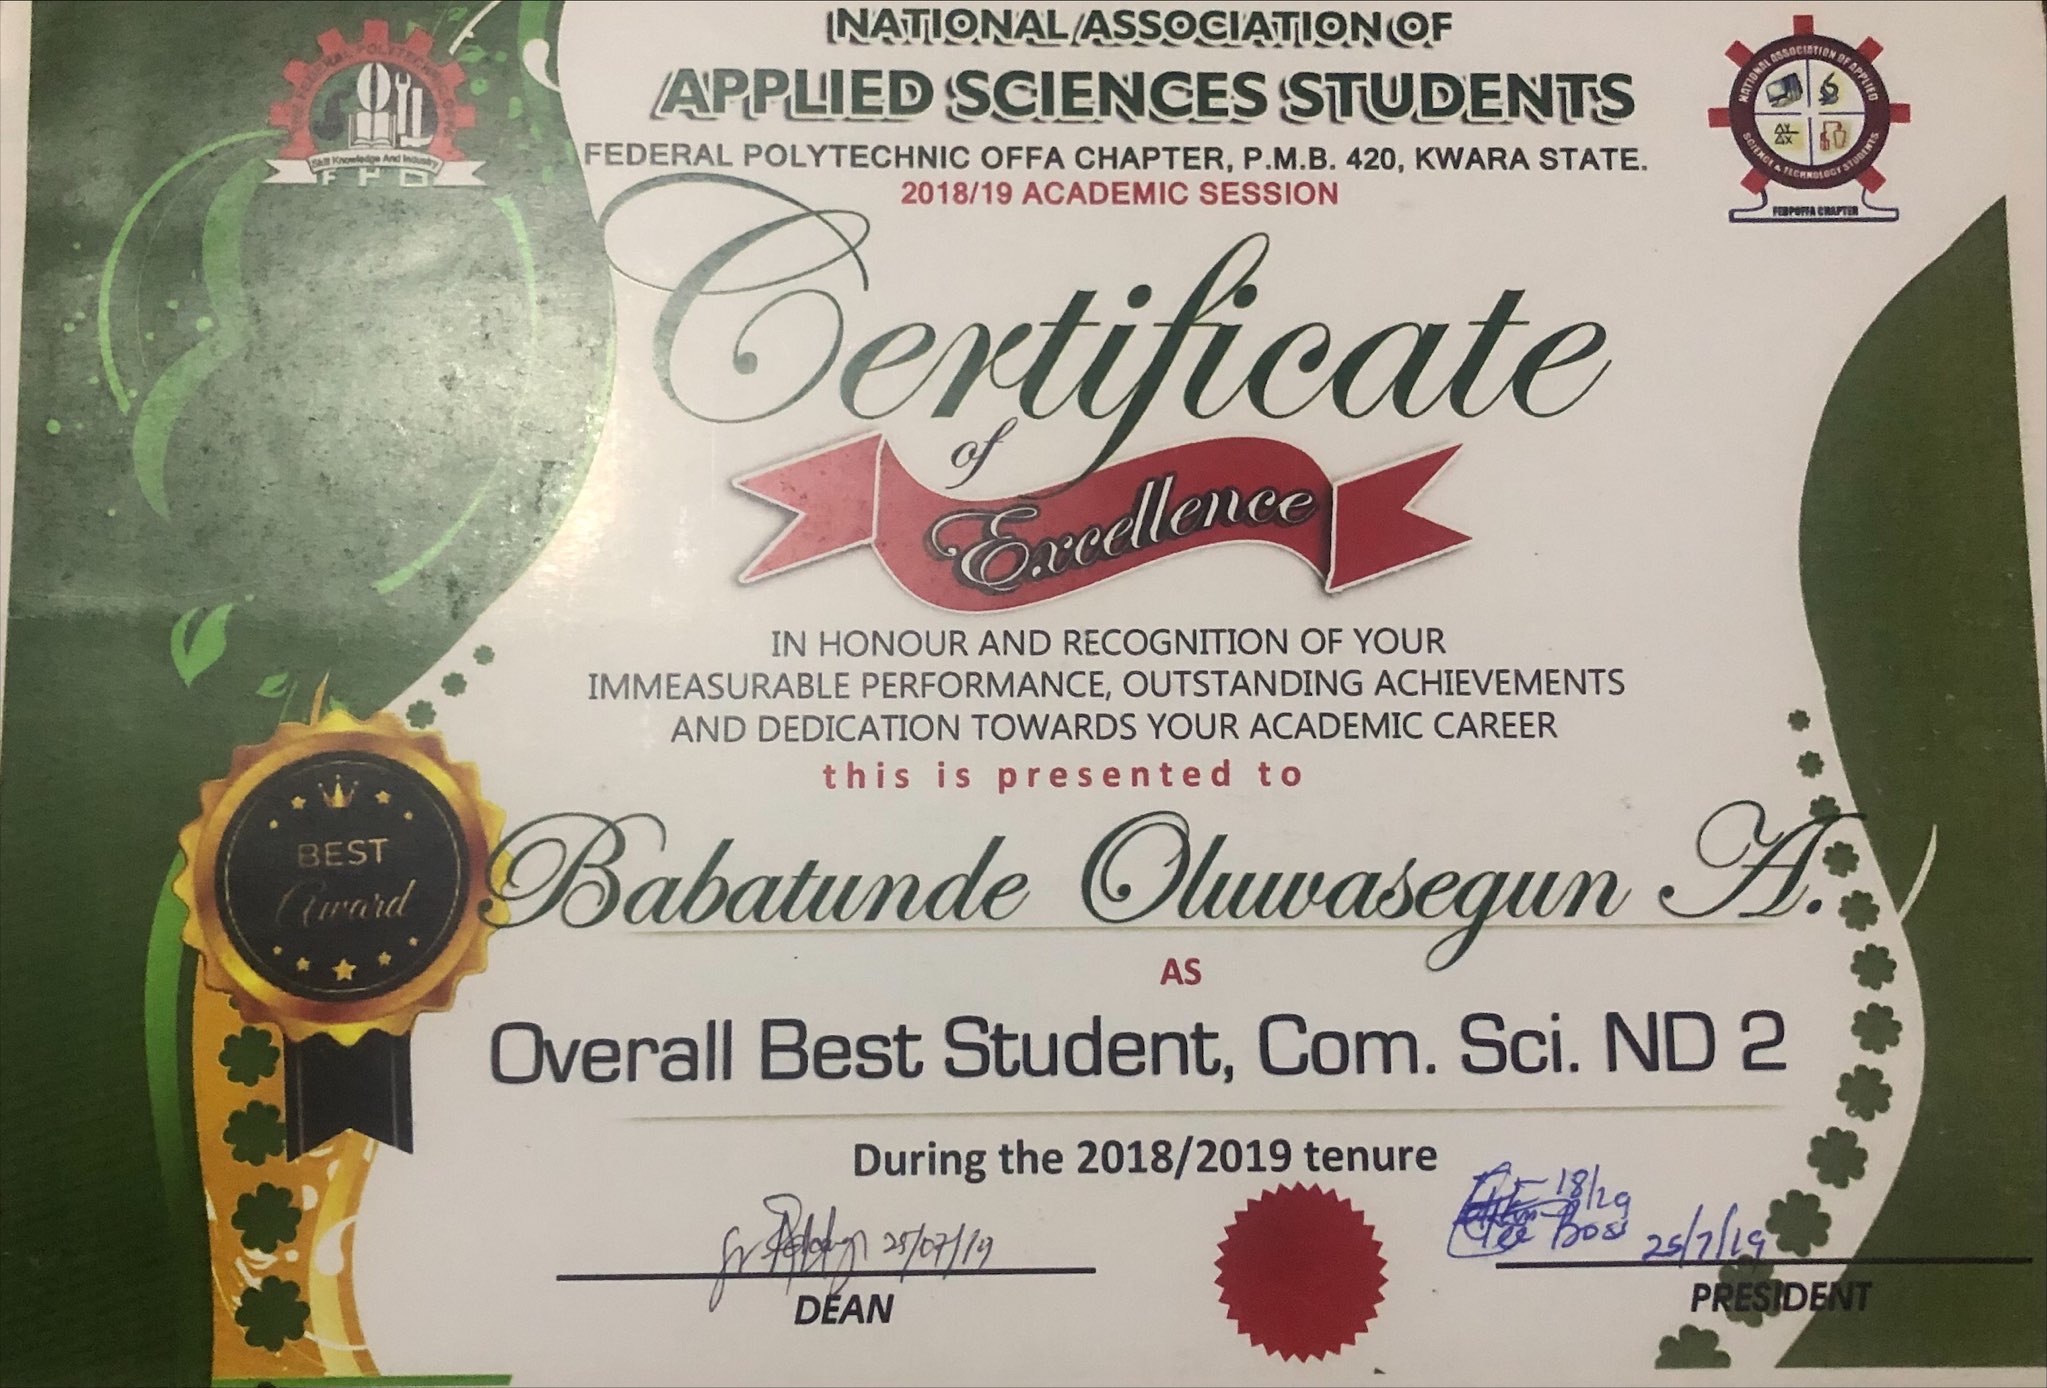 NATIONAL ASSOCIATION OF
APPLIED SCIENCES STUDENTS
FEDERAL POLYTECHNIC OFFA CHAPTER, P.M.B. 420, KWARA STATE.
2018/19 ACADEMIC SESSION
THE FEDERAL POLYTECHNIC OFFA
Skill Knowledge And Industry
F P O
NATIONAL ASSOCIATION OF APPLIED
SCIENCE & TECHNOLOGY STUDENTS
ΔY
ΔX
FEDPOFFA CHAPTER
Certificate
of
Excellence
IN HONOUR AND RECOGNITION OF YOUR
IMMEASURABLE PERFORMANCE, OUTSTANDING ACHIEVEMENTS
AND DEDICATION TOWARDS YOUR ACADEMIC CAREER
this is presented to
BEST
Award
Babatunde Oluwasegun A.
AS
Overall Best Student, Com. Sci. ND 2
During the 2018/2019 tenure
25/07/19
DEAN
18/19
Boss
25/7/19
PRESIDENT